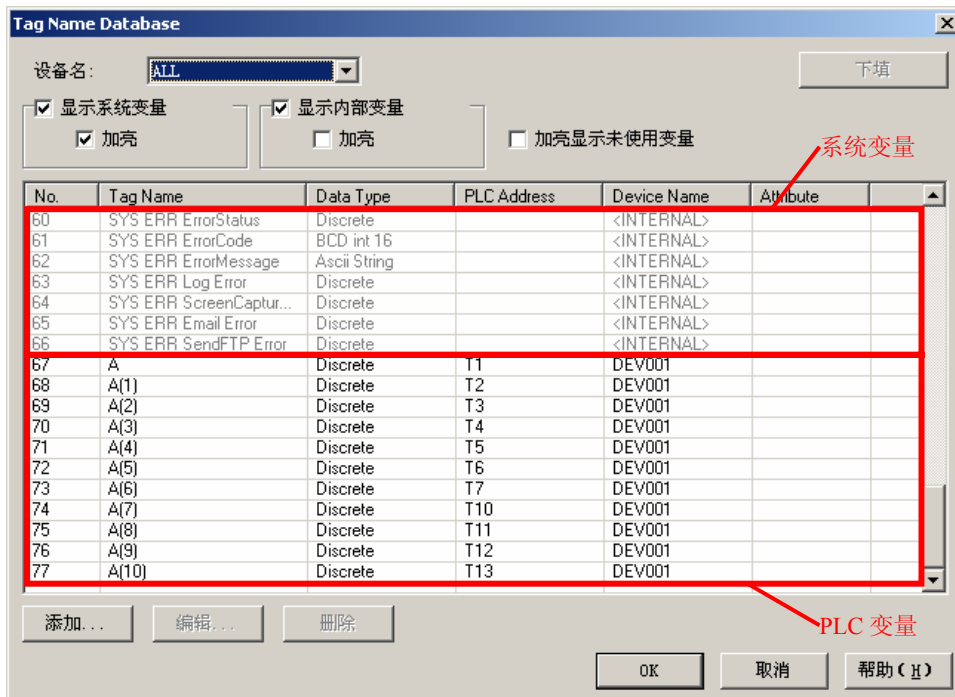 Tag Name Database
设备名: ALL 下填
显示系统变量 显示内部变量
加亮 加亮 加亮显示未使用变量
系统变量
No. Tag Name Data Type PLC Address Device Name Attribute
60 SYS ERR ErrorStatus Discrete <INTERNAL>
61 SYS ERR ErrorCode BCD int 16 <INTERNAL>
62 SYS ERR ErrorMessage Ascii String <INTERNAL>
63 SYS ERR Log Error Discrete <INTERNAL>
64 SYS ERR ScreenCaptur... Discrete <INTERNAL>
65 SYS ERR Email Error Discrete <INTERNAL>
66 SYS ERR SendFTP Error Discrete <INTERNAL>
67 A Discrete T1 DEV001
68 A(1) Discrete T2 DEV001
69 A(2) Discrete T3 DEV001
70 A(3) Discrete T4 DEV001
71 A(4) Discrete T5 DEV001
72 A(5) Discrete T6 DEV001
73 A(6) Discrete T7 DEV001
74 A(7) Discrete T10 DEV001
75 A(8) Discrete T11 DEV001
76 A(9) Discrete T12 DEV001
77 A(10) Discrete T13 DEV001
添加... 编辑... 删除
PLC 变量
OK 取消 帮助(H)